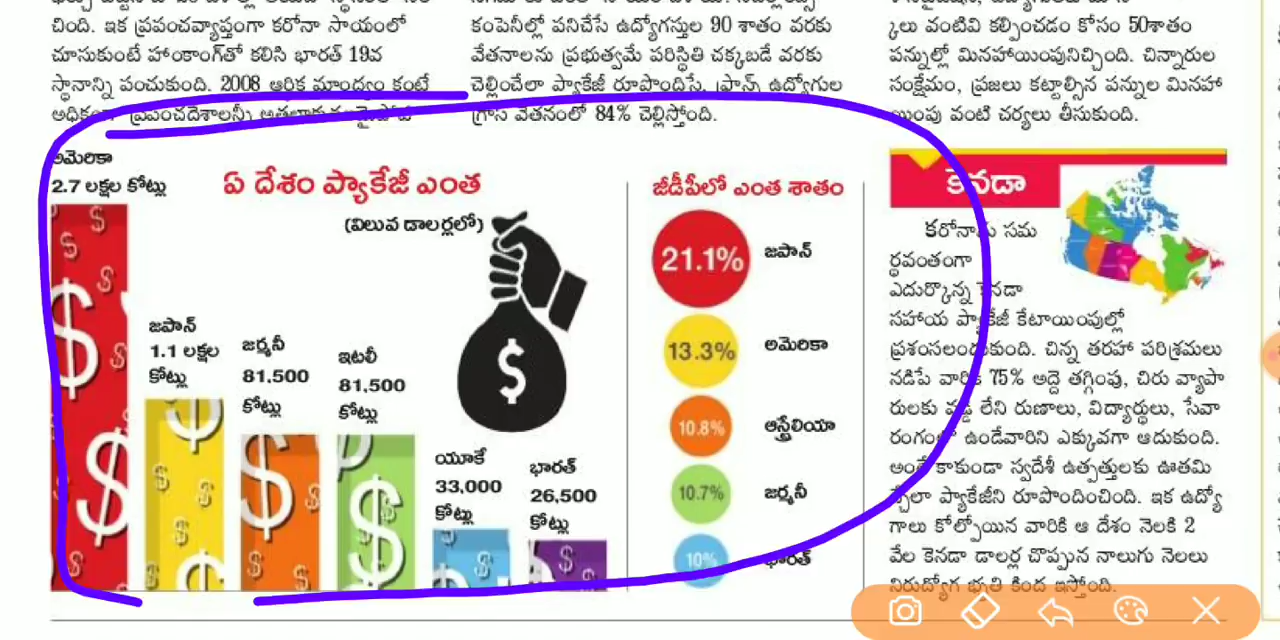 చింది. ఇక ప్రపంచవ్యాప్తంగా కరోనా సాయంలో
చూసుకుంటే హాంకాంగ్‌తో కలిసి భారత్ 19వ
స్థానాన్ని పంచుకుంది. 2008 ఆర్థిక మాంద్యం కంటే
అధికంగా ప్రపంచదేశాలన్నీ
కంపెనీల్లో పనిచేసే ఉద్యోగస్తుల 90 శాతం వరకు
వేతనాలను ప్రభుత్వమే పరిస్థితి చక్కబడే వరకు
చెల్లించేలా ప్యాకేజీ రూపొందిస్తే, ఫ్రాన్స్ ఉద్యోగుల
గ్రాస్ వేతనంలో 84% చెల్లిస్తోంది.
క్కలు వంటివి కల్పించడం కోసం 50శాతం
పన్నుల్లో మినహాయింపునిచ్చింది. చిన్నారుల
సంక్షేమం, ప్రజలు కట్టాల్సిన పన్నుల మినహా
యింపు వంటి చర్యలు తీసుకుంది.
ఏ దేశం ప్యాకేజీ ఎంత
(విలువ డాలర్లలో)
అమెరికా
2.7 లక్షల కోట్లు
జపాన్
1.1 లక్షల
కోట్లు
జర్మనీ
81,500
కోట్లు
ఇటలీ
81,500
కోట్లు
యూకే
33,000
కోట్లు
భారత్
26,500
కోట్లు
జీడీపీలో ఎంత శాతం
21.1% జపాన్
13.3% అమెరికా
10.8% ఆస్ట్రేలియా
10.7% జర్మనీ
10% భారత్
కెనడా
కరోనాను సమ
ర్థవంతంగా
ఎదుర్కొన్న కెనడా
సహాయ ప్యాకేజీ కేటాయింపుల్లో
ప్రశంసలందుకుంది. చిన్న తరహా పరిశ్రమలు
నడిపే వారికి 75% అద్దె తగ్గింపు, చిరు వ్యాపా
రులకు వడ్డీ లేని రుణాలు, విద్యార్థులు, సేవా
రంగంలో ఉండేవారిని ఎక్కువగా ఆదుకుంది.
అంతే కాకుండా స్వదేశీ ఉత్పత్తులకు ఊతమి
చ్చేలా ప్యాకేజీని రూపొందించింది. ఇక ఉద్యో
గాలు కోల్పోయిన వారికి ఆ దేశం నెలకి 2
వేల కెనడా డాలర్ల చొప్పున నాలుగు నెలలు
నిరుద్యోగ భృతి కింద ఇస్తోంది.